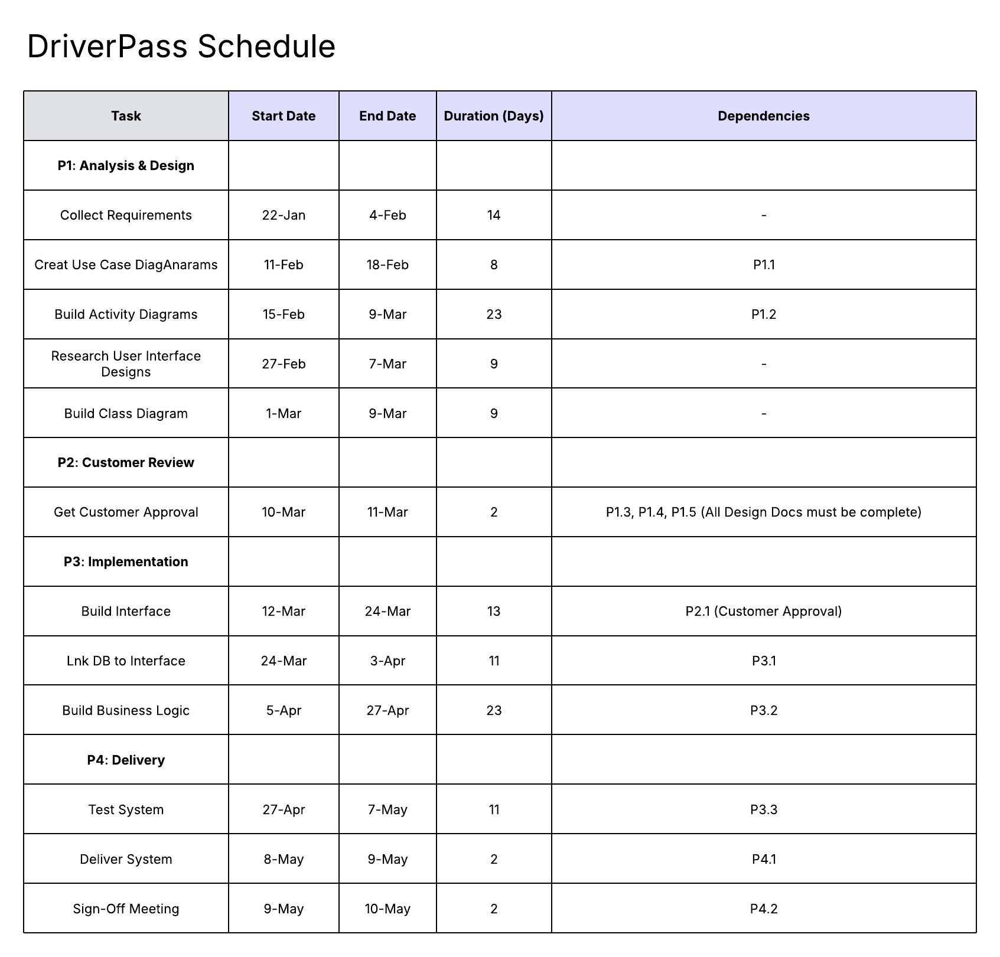 DriverPass Schedule
Task Start Date End Date Duration (Days) Dependencies
P1: Analysis & Design
Collect Requirements 22-Jan 4-Feb 14 -
Creat Use Case DiagAnarams 11-Feb 18-Feb 8 P1.1
Build Activity Diagrams 15-Feb 9-Mar 23 P1.2
Research User Interface
Designs 27-Feb 7-Mar 9 -
Build Class Diagram 1-Mar 9-Mar 9 -
P2: Customer Review
Get Customer Approval 10-Mar 11-Mar 2 P1.3, P1.4, P1.5 (All Design Docs must be complete)
P3: Implementation
Build Interface 12-Mar 24-Mar 13 P2.1 (Customer Approval)
Lnk DB to Interface 24-Mar 3-Apr 11 P3.1
Build Business Logic 5-Apr 27-Apr 23 P3.2
P4: Delivery
Test System 27-Apr 7-May 11 P3.3
Deliver System 8-May 9-May 2 P4.1
Sign-Off Meeting 9-May 10-May 2 P4.2